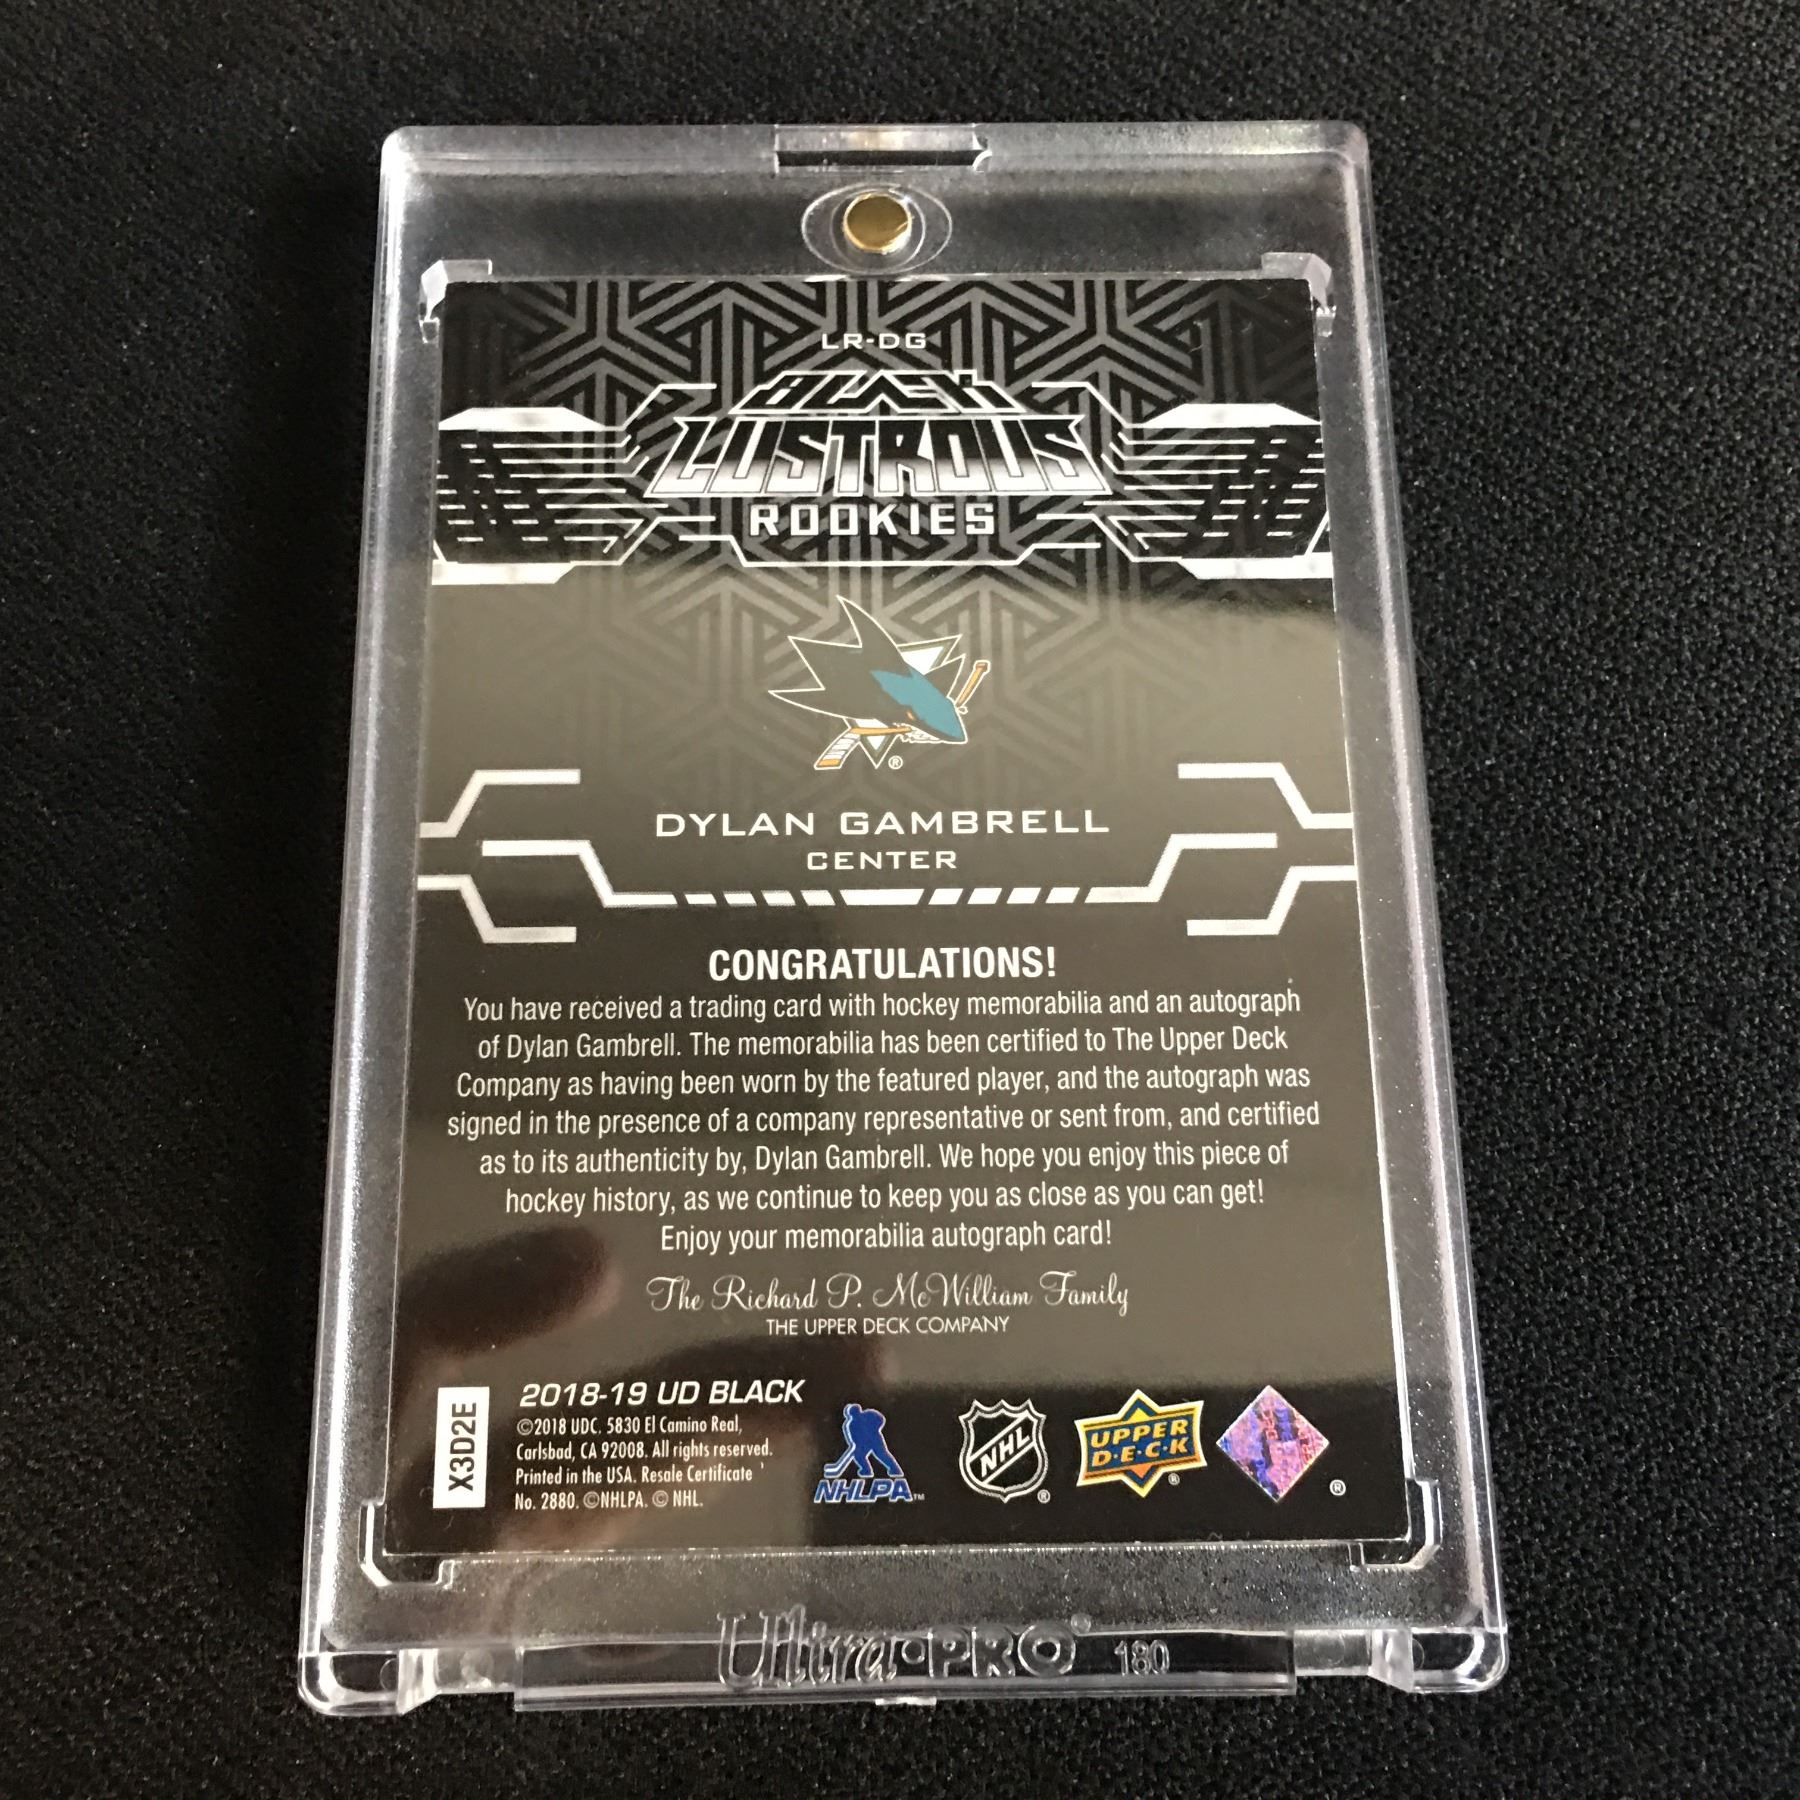 LR-DG
BLACK
LUSTROUS
ROOKIES
®
DYLAN GAMBRELL
CENTER
CONGRATULATIONS!
You have received a trading card with hockey memorabilia and an autograph
of Dylan Gambrell. The memorabilia has been certified to The Upper Deck
Company as having been worn by the featured player, and the autograph was
signed in the presence of a company representative or sent from, and certified
as to its authenticity by, Dylan Gambrell. We hope you enjoy this piece of
hockey history, as we continue to keep you as close as you can get!
Enjoy your memorabilia autograph card!
The Richard P. McWilliam Family
THE UPPER DECK COMPANY
X3D2E
2018-19 UD BLACK
©2018 UDC. 5830 El Camino Real,
Carlsbad, CA 92008. All rights reserved.
Printed in the USA. Resale Certificate
No. 2880. ©NHLPA. © NHL.
NHLPA™
NHL®
UPPER
D·E·C·K®
®
Ultra·PRO® 180